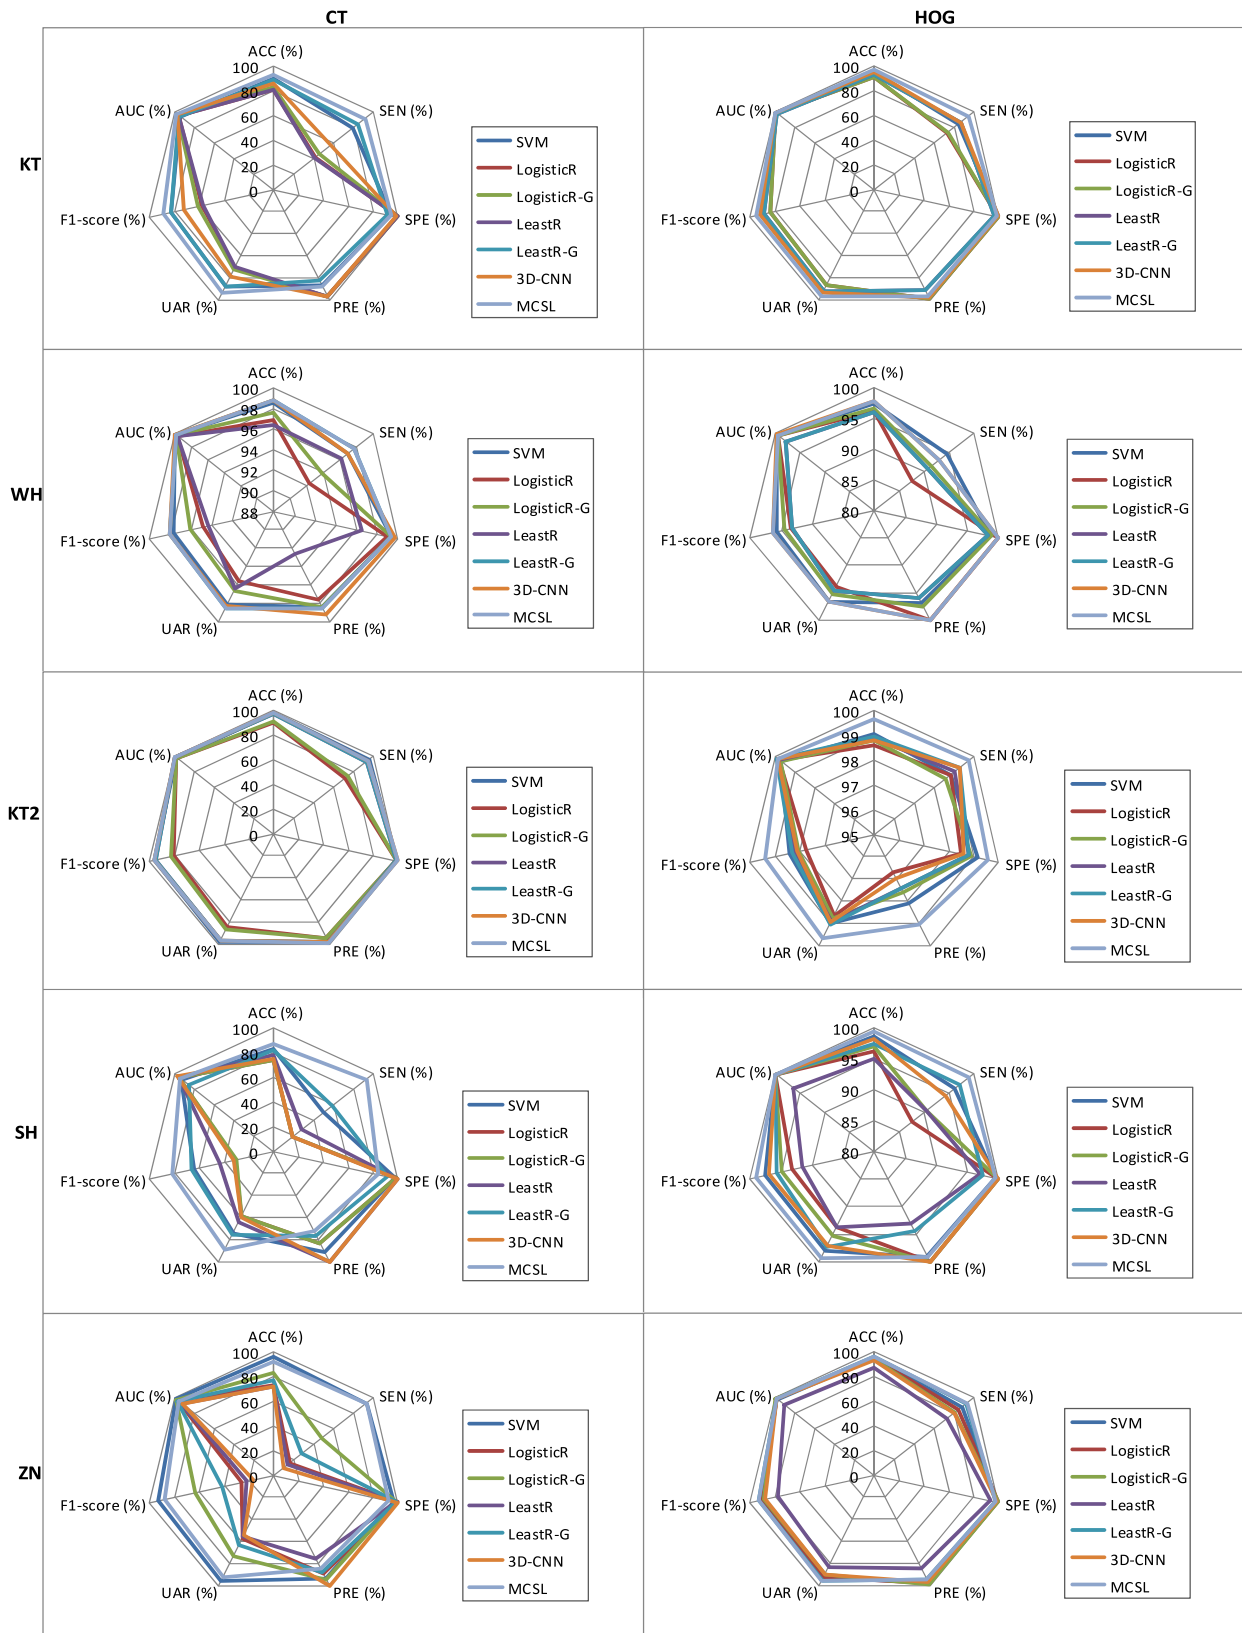 CT
HOG
KT
ACC (%)
SEN (%)
SPE (%)
PRE (%)
UAR (%)
F1-score (%)
AUC (%)
100
80
60
40
20
0
SVM
LogisticR
LogisticR-G
LeastR
LeastR-G
3D-CNN
MCSL
ACC (%)
SEN (%)
SPE (%)
PRE (%)
UAR (%)
F1-score (%)
AUC (%)
100
80
60
40
20
0
SVM
LogisticR
LogisticR-G
LeastR
LeastR-G
3D-CNN
MCSL
WH
ACC (%)
SEN (%)
SPE (%)
PRE (%)
UAR (%)
F1-score (%)
AUC (%)
100
98
96
94
92
90
88
SVM
LogisticR
LogisticR-G
LeastR
LeastR-G
3D-CNN
MCSL
ACC (%)
SEN (%)
SPE (%)
PRE (%)
UAR (%)
F1-score (%)
AUC (%)
100
95
90
85
80
SVM
LogisticR
LogisticR-G
LeastR
LeastR-G
3D-CNN
MCSL
KT2
ACC (%)
SEN (%)
SPE (%)
PRE (%)
UAR (%)
F1-score (%)
AUC (%)
100
80
60
40
20
0
SVM
LogisticR
LogisticR-G
LeastR
LeastR-G
3D-CNN
MCSL
ACC (%)
SEN (%)
SPE (%)
PRE (%)
UAR (%)
F1-score (%)
AUC (%)
100
99
98
97
96
95
SVM
LogisticR
LogisticR-G
LeastR
LeastR-G
3D-CNN
MCSL
SH
ACC (%)
SEN (%)
SPE (%)
PRE (%)
UAR (%)
F1-score (%)
AUC (%)
100
80
60
40
20
0
SVM
LogisticR
LogisticR-G
LeastR
LeastR-G
3D-CNN
MCSL
ACC (%)
SEN (%)
SPE (%)
PRE (%)
UAR (%)
F1-score (%)
AUC (%)
100
95
90
85
80
SVM
LogisticR
LogisticR-G
LeastR
LeastR-G
3D-CNN
MCSL
ZN
ACC (%)
SEN (%)
SPE (%)
PRE (%)
UAR (%)
F1-score (%)
AUC (%)
100
80
60
40
20
0
SVM
LogisticR
LogisticR-G
LeastR
LeastR-G
3D-CNN
MCSL
ACC (%)
SEN (%)
SPE (%)
PRE (%)
UAR (%)
F1-score (%)
AUC (%)
100
80
60
40
20
0
SVM
LogisticR
LogisticR-G
LeastR
LeastR-G
3D-CNN
MCSL